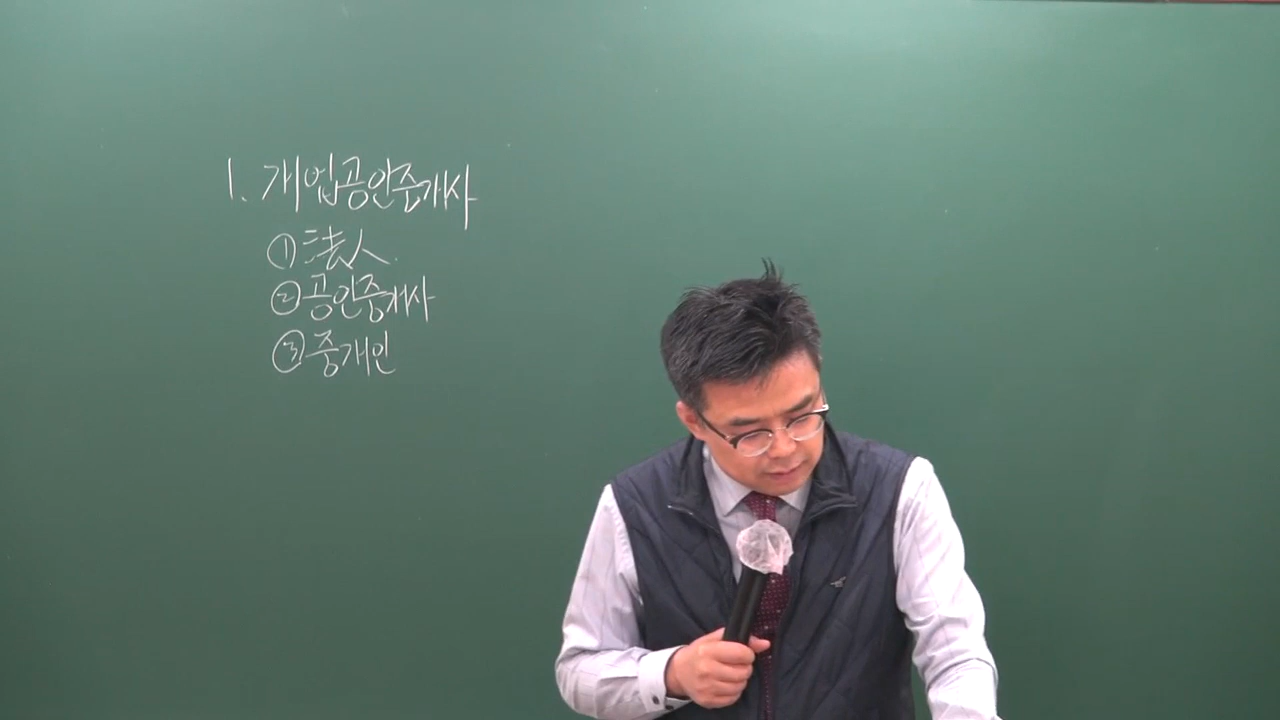 1. 개업공인중개사
① 法人.
② 공인중개사
③ 중개인